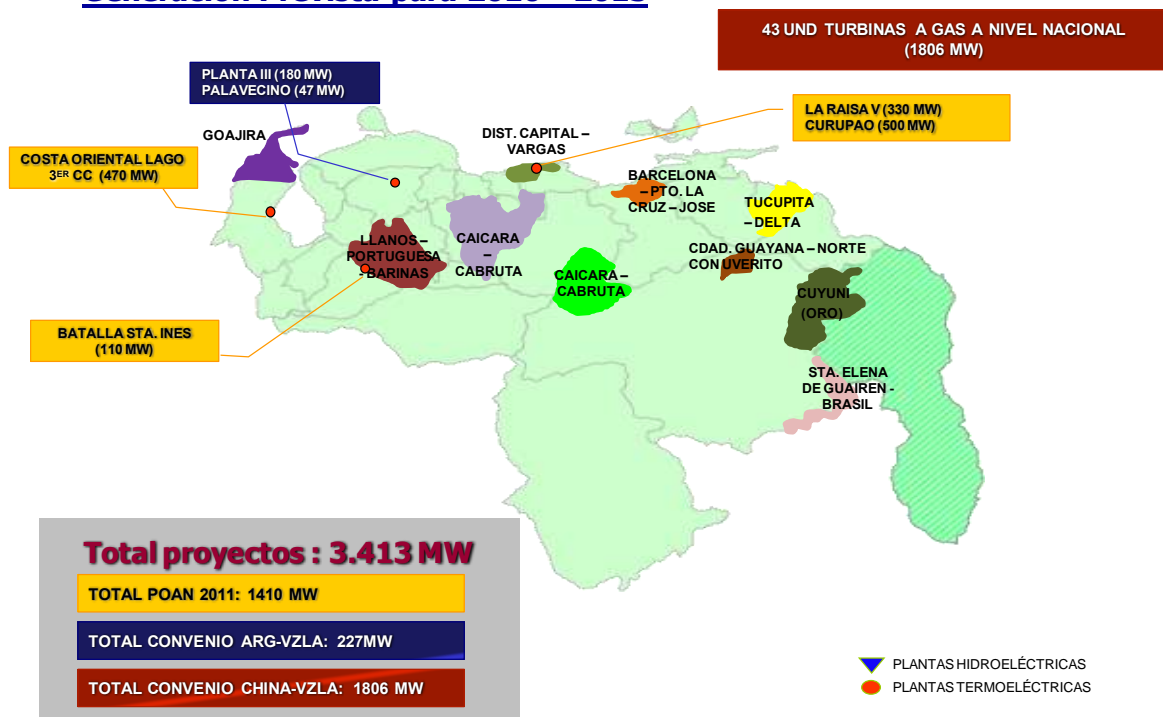 43 UND TURBINAS A GAS A NIVEL NACIONAL
(1806 MW)
PLANTA III (180 MW)
PALAVECINO (47 MW)
LA RAISA V (330 MW)
CURUPAO (500 MW)
GOAJIRA
DIST. CAPITAL –
VARGAS
COSTA ORIENTAL LAGO
3ER CC (470 MW)
BARCELONA
– PTO. LA
CRUZ – JOSE
TUCUPITA
– DELTA
LLANOS –
PORTUGUESA
- BARINAS
CAICARA
–
CABRUTA
CDAD. GUAYANA – NORTE
CON UVERITO
CAICARA –
CABRUTA
CUYUNI
(ORO)
BATALLA STA. INES
(110 MW)
STA. ELENA
DE GUAIREN -
BRASIL
Total proyectos : 3.413 MW
TOTAL POAN 2011: 1410 MW
TOTAL CONVENIO ARG-VZLA: 227MW
TOTAL CONVENIO CHINA-VZLA: 1806 MW
PLANTAS HIDROELÉCTRICAS
PLANTAS TERMOELÉCTRICAS